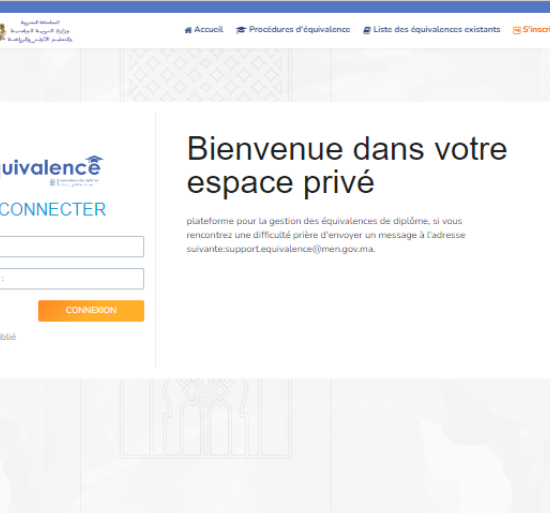 المملكة المغربية
وزارة التربية الوطنية
والتعليم الأولي والرياضة
Accueil
Procédures d'équivalence
Liste des équivalences existants
S'inscri
uivalence
CONNECTER
Bienvenue dans votre
espace privé
plateforme pour la gestion des équivalences de diplôme, si vous
rencontrez une difficulté prière d'envoyer un message à l'adresse
suivante:support.equivalence@men.gov.ma.
:
CONNEXION
blié